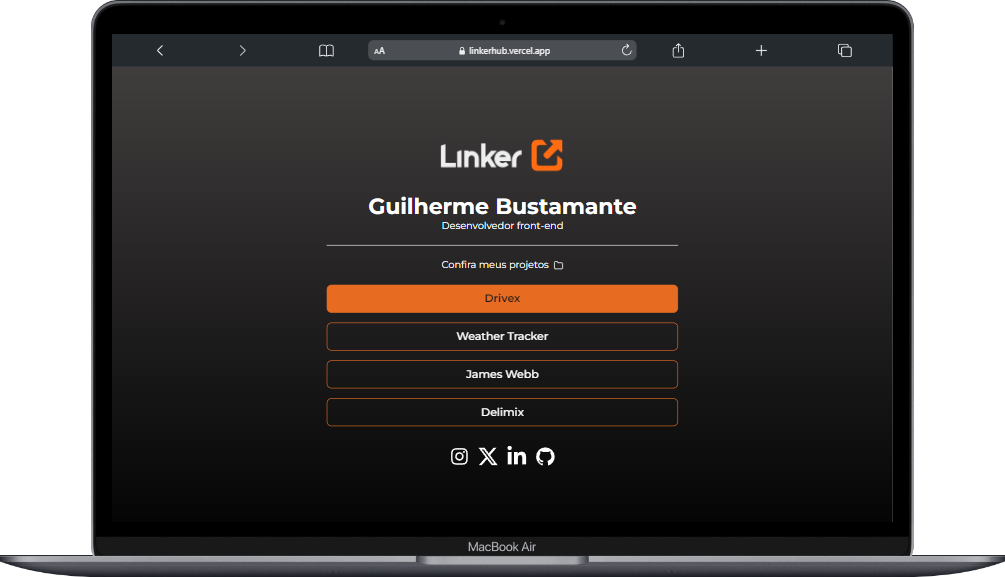 AA linkerhub.vercel.app
Linker
Guilherme Bustamante
Desenvolvedor front-end
Confira meus projetos
Drivex
Weather Tracker
James Webb
Delimix
MacBook Air